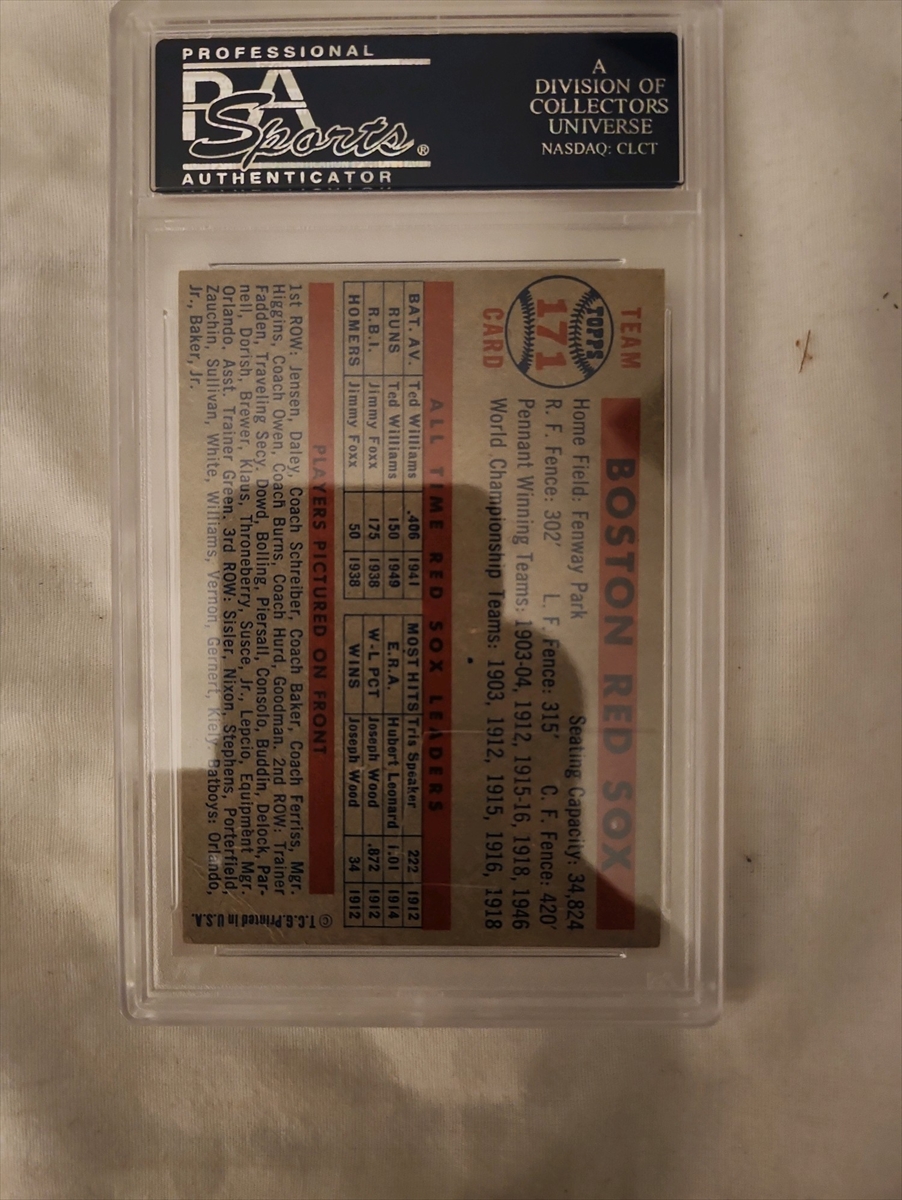 PROFESSIONAL
PSA
Sports®
AUTHENTICATOR
A
DIVISION OF
COLLECTORS
UNIVERSE
NASDAQ: CLCT
TEAM
TOPPS
171
CARD
BOSTON RED SOX
Home Field: Fenway Park Seating Capacity: 34,824
R. F. Fence: 302' L. F. Fence: 315' C. F. Fence: 420'
Pennant Winning Teams: 1903-04, 1912, 1915-16, 1918, 1946
World Championship Teams: 1903, 1912, 1915, 1916, 1918
ALL TIME RED SOX LEADERS
BAT. AV. Ted Williams .406 1941 MOST HITS Tris Speaker 222 1912
RUNS Ted Williams 150 1949 E.R.A. Hubert Leonard 1.01 1914
R.B.I. Jimmy Foxx 175 1938 W-L PCT Joseph Wood .872 1912
HOMERS Jimmy Foxx 50 1938 WINS Joseph Wood 34 1912
PLAYERS PICTURED ON FRONT
1st ROW: Jensen, Daley, Coach Schreiber, Coach Baker, Coach Ferriss, Mgr.
Higgins, Coach Owen, Coach Burns, Coach Hurd, Goodman. 2nd ROW: Trainer
Fadden, Traveling Secy. Dowd, Bolling, Piersall, Consolo, Buddin, Delock, Par-
nell, Dorish, Brewer, Klaus, Throneberry, Susce, Jr., Lepcio, Equipment Mgr.
Orlando, Asst. Trainer Green. 3rd ROW: Sisler, Nixon, Stephens, Porterfield,
Zauchin, Sullivan, White, Williams, Vernon, Gernert, Kiely. Batboys: Orlando,
Jr., Baker, Jr.
© T.C.G. Printed in U.S.A.